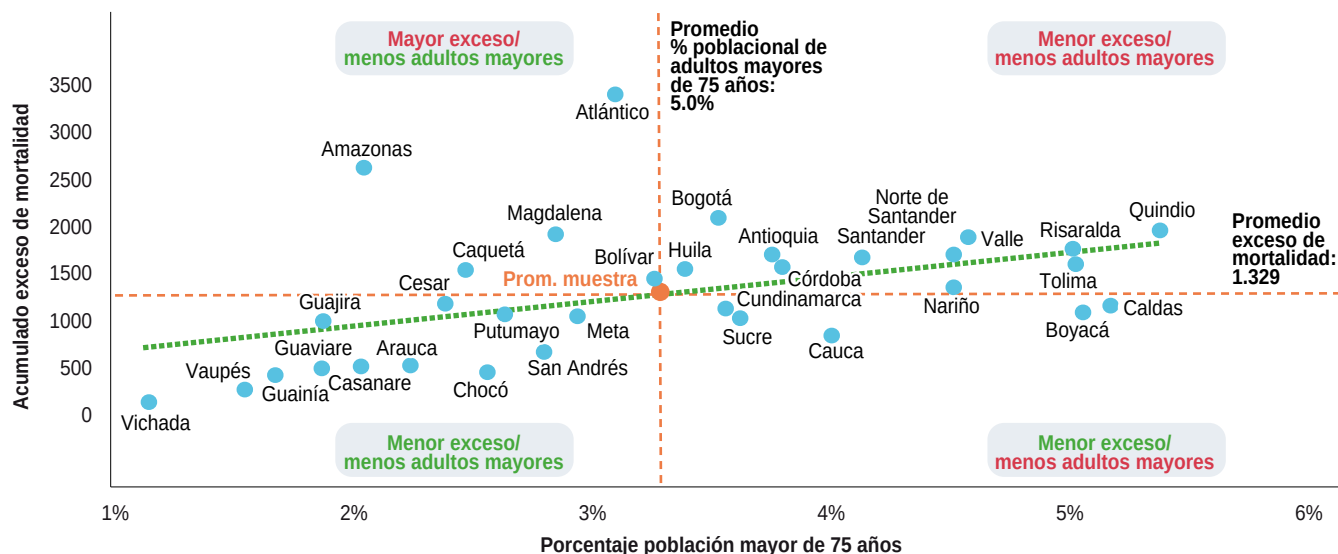 Mayor exceso/
menos adultos mayores
Promedio
% poblacional de
adultos mayores
de 75 años:
5.0%
Menor exceso/
menos adultos mayores
Acumulado exceso de mortalidad
3500
3000
2500
2000
1500
1000
500
0
Atlántico
Amazonas
Magdalena
Caquetá
Cesar
Guajira
Bolívar
Prom. muestra
Huila
Bogotá
Antioquia
Santander
Norte de
Santander
Valle
Risaralda
Quindio
Promedio
exceso de
mortalidad:
1.329
Córdoba
Cundinamarca
Sucre
Cauca
Nariño
Tolima
Boyacá
Caldas
Putumayo
Meta
San Andrés
Chocó
Arauca
Guaviare
Casanare
Guainía
Vaupés
Vichada
Menor exceso/
menos adultos mayores
Menor exceso/
menos adultos mayores
1%
2%
3%
4%
5%
6%
Porcentaje población mayor de 75 años